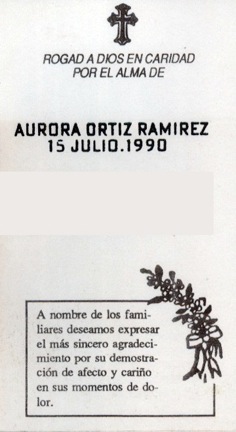 ROGAD A DIOS EN CARIDAD
POR EL ALMA DE
AURORA ORTIZ RAMIREZ
15 JULIO.1990
A nombre de los fami-
liares deseamos expresar
el más sincero agradeci-
miento por su demostra-
ción de afecto y cariño
en sus momentos de do-
lor.